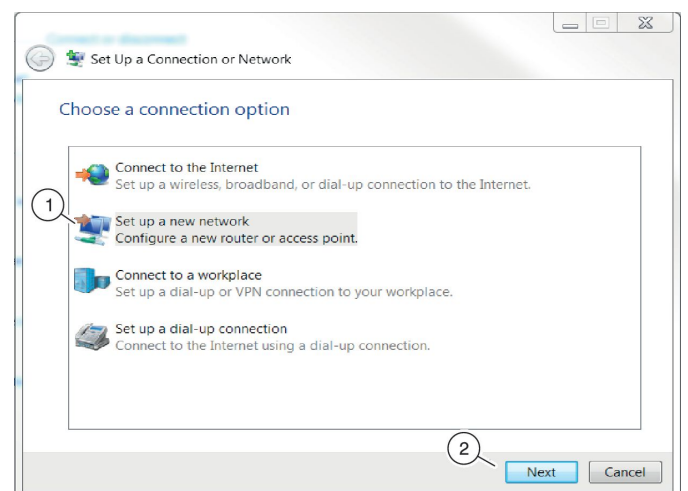 Connect or disconnect
Set Up a Connection or Network
Choose a connection option
Connect to the Internet
Set up a wireless, broadband, or dial-up connection to the Internet.
1
Set up a new network
Configure a new router or access point.
Connect to a workplace
Set up a dial-up or VPN connection to your workplace.
Set up a dial-up connection
Connect to the Internet using a dial-up connection.
2
Next
Cancel